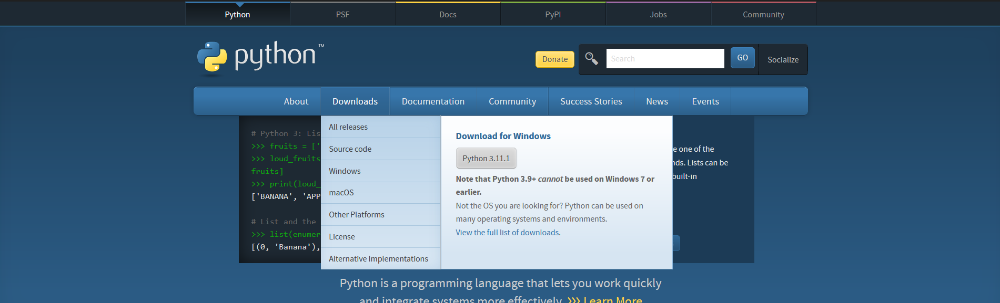 Python PSF Docs PyPI Jobs Community
python™
Donate Search GO Socialize
About Downloads Documentation Community Success Stories News Events
# Python 3: Lis
>>> fruits = ['
>>> loud_fruits
fruits]
>>> print(loud_
['BANANA', 'APP
# List and the
>>> list(enumer
[(0, 'Banana'),
All releases
Source code
Windows
macOS
Other Platforms
License
Alternative Implementations
Download for Windows
Python 3.11.1
Note that Python 3.9+ cannot be used on Windows 7 or
earlier.
Not the OS you are looking for? Python can be used on
many operating systems and environments.
View the full list of downloads.
e one of the
nds. Lists can be
built-in
Python is a programming language that lets you work quickly
and integrate systems more effectively. >>> Learn More